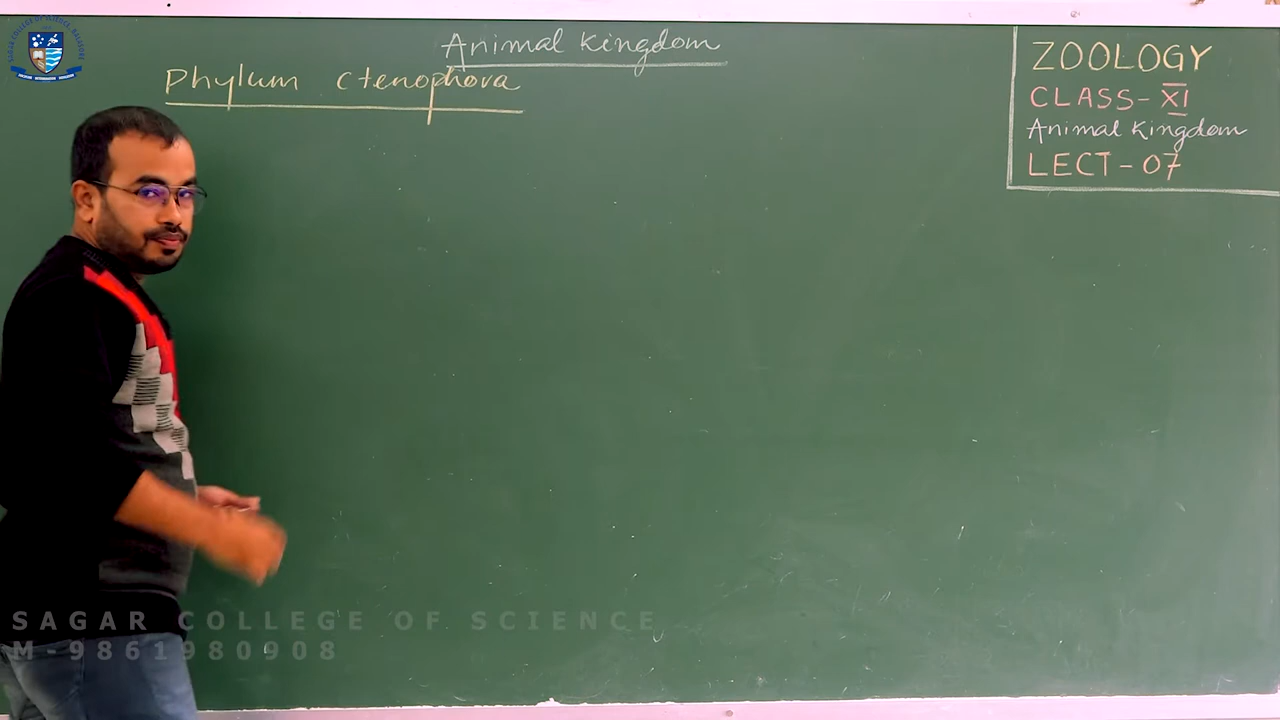 Animal Kingdom
Phylum Ctenophora
ZOOLOGY
CLASS-XI
Animal Kingdom
LECT-07
SAGAR COLLEGE OF SCIENCE
M-9861980908